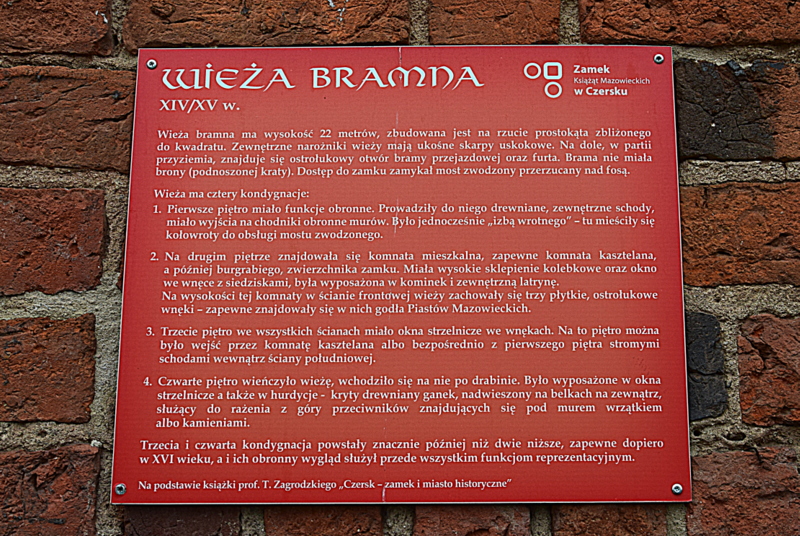 WIEŻA BRAMNA
XIV/XV w.
Zamek
Książąt Mazowieckich
w Czersku
Wieża bramna ma wysokość 22 metrów, zbudowana jest na rzucie prostokąta zbliżonego
do kwadratu. Zewnętrzne narożniki wieży mają ukośne skarpy uskokowe. Na dole, w partii
przyziemia, znajduje się ostrołukowy otwór bramy przejazdowej oraz furta. Brama nie miała
brony (podnoszonej kraty). Dostęp do zamku zamykał most zwodzony przerzucany nad fosą.
Wieża ma cztery kondygnacje:
1. Pierwsze piętro miało funkcje obronne. Prowadziły do niego drewniane, zewnętrzne schody,
miało wyjścia na chodniki obronne murów. Było jednocześnie „izbą wrotnego” – tu mieściły się
kołowroty do obsługi mostu zwodzonego.
2. Na drugim piętrze znajdowała się komnata mieszkalna, zapewne komnata kasztelana,
a później burgrabiego, zwierzchnika zamku. Miała wysokie sklepienie kolebkowe oraz okno
we wnęce z siedziskami, była wyposażona w kominek i zewnętrzną latrynę.
Na wysokości tej komnaty w ścianie frontowej wieży zachowały się trzy płytkie, ostrołukowe
wnęki – zapewne znajdowały się w nich godła Piastów Mazowieckich.
3. Trzecie piętro we wszystkich ścianach miało okna strzelnicze we wnękach. Na to piętro można
było wejść przez komnatę kasztelana albo bezpośrednio z pierwszego piętra stromymi
schodami wewnątrz ściany południowej.
4. Czwarte piętro wieńczyło wieżę, wchodziło się na nie po drabinie. Było wyposażone w okna
strzelnicze a także w hurdycje - kryty drewniany ganek, nadwieszony na belkach na zewnątrz,
służący do rażenia z góry przeciwników znajdujących się pod murem wrzątkiem
albo kamieniami.
Trzecia i czwarta kondygnacja powstały znacznie później niż dwie niższe, zapewne dopiero
w XVI wieku, a i ich obronny wygląd służył przede wszystkim funkcjom reprezentacyjnym.
Na podstawie książki prof. T. Zagrodzkiego „Czersk – zamek i miasto historyczne”